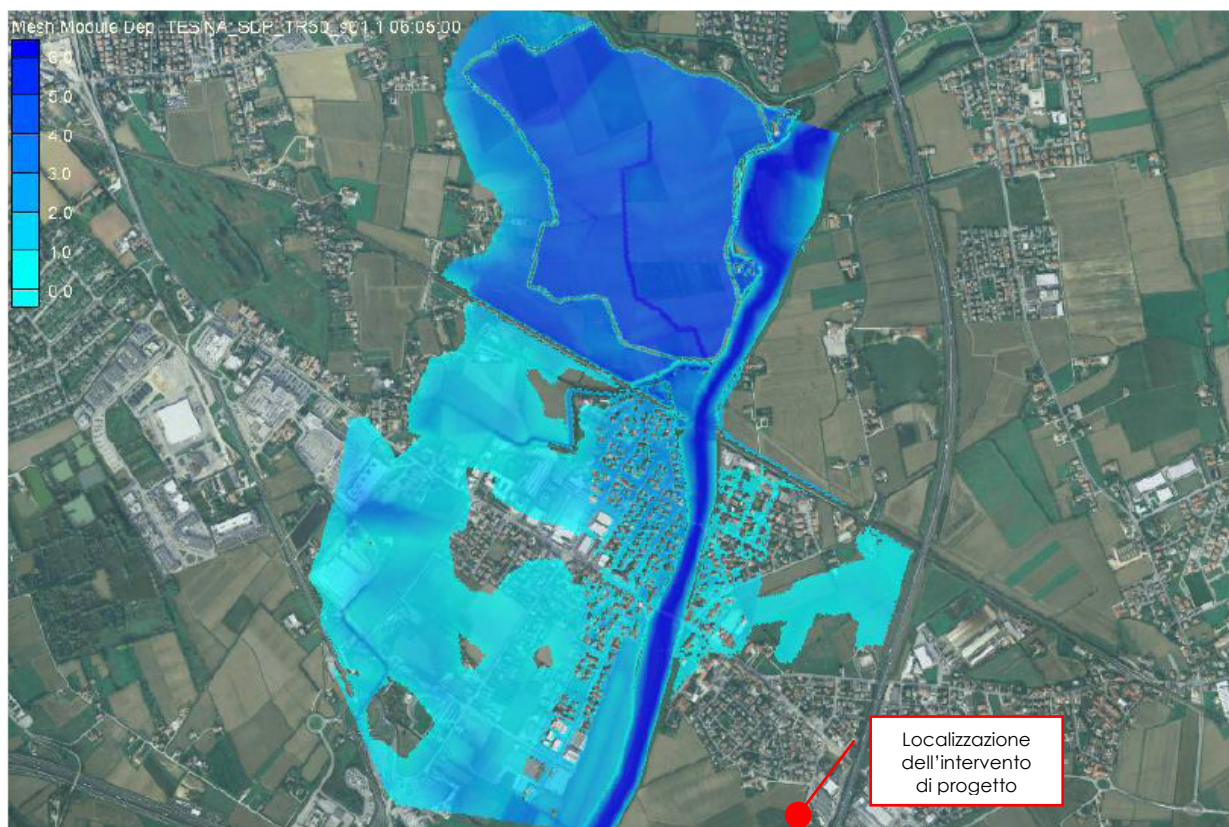 Mesh Module Dep TESINA_SDP_TR50_s01.1 06:05:00
6.0
5.0
4.0
3.0
2.0
1.0
0.0
Localizzazione
dell'intervento
di progetto